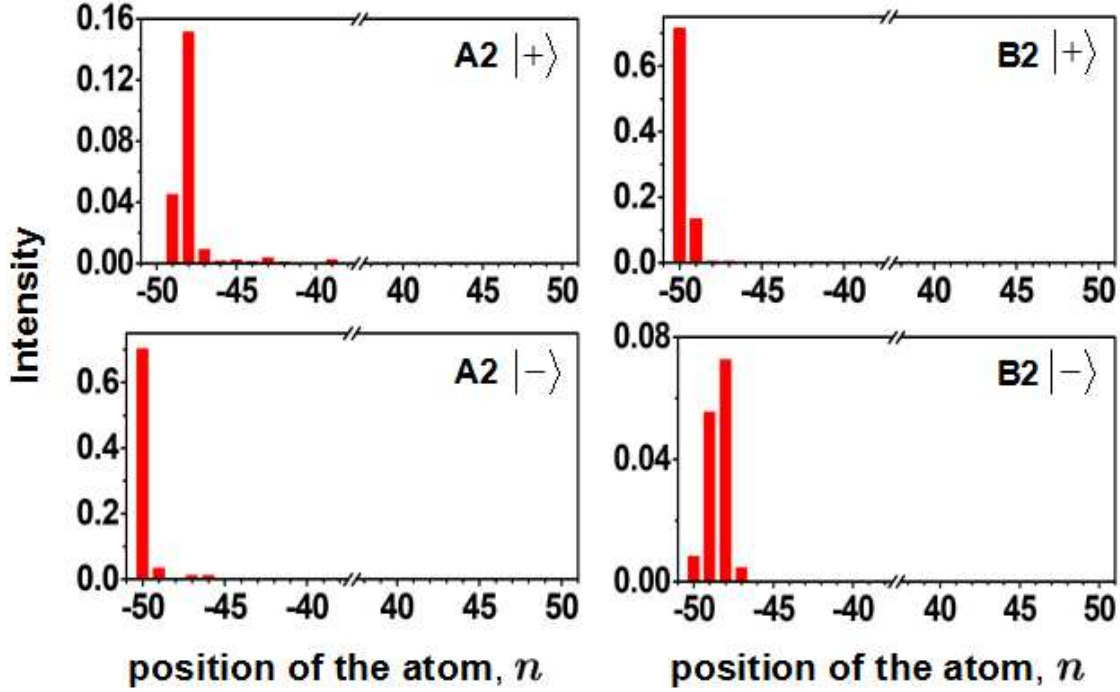 Intensity
0.16
0.12
0.08
0.04
0.00
A2 |+⟩
-50 -45 -40 40 45 50
0.6
0.4
0.2
0.0
B2 |+⟩
-50 -45 -40 40 45 50
0.6
0.4
0.2
0.0
A2 |−⟩
-50 -45 -40 40 45 50
position of the atom, n
0.08
0.04
0.00
B2 |−⟩
-50 -45 -40 40 45 50
position of the atom, n